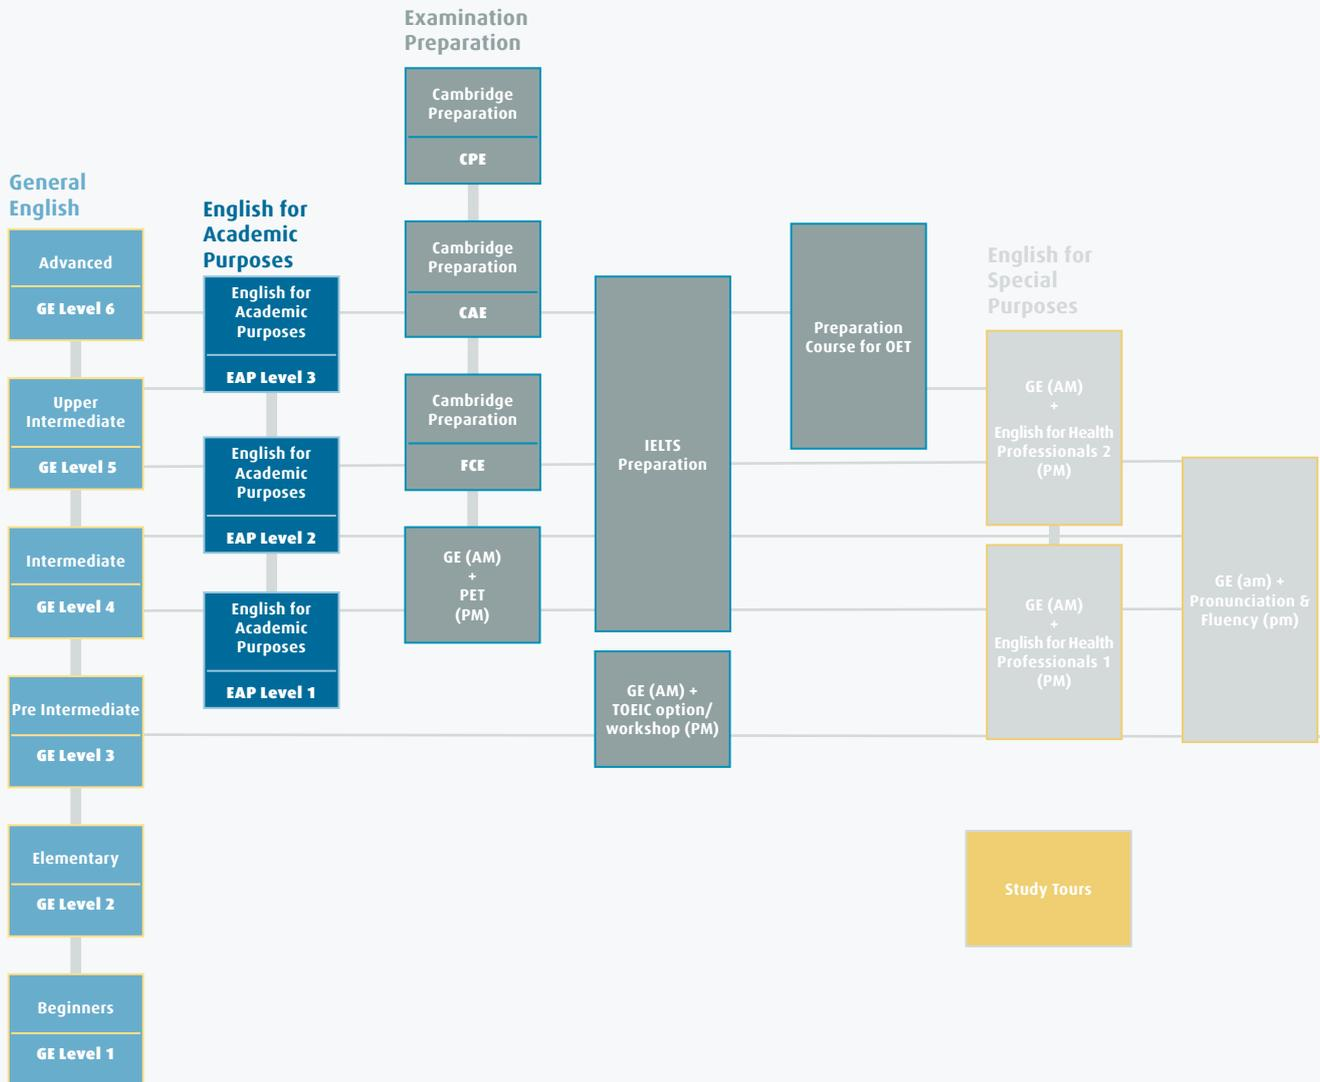 Examination
Preparation
Cambridge
Preparation
CPE
Cambridge
Preparation
CAE
Cambridge
Preparation
FCE
GE (AM)
+
PET
(PM)
General
English
Advanced
GE Level 6
Upper
Intermediate
GE Level 5
Intermediate
GE Level 4
Pre Intermediate
GE Level 3
Elementary
GE Level 2
Beginners
GE Level 1
English for
Academic
Purposes
English for
Academic
Purposes
EAP Level 3
English for
Academic
Purposes
EAP Level 2
English for
Academic
Purposes
EAP Level 1
IELTS
Preparation
GE (AM) +
TOEIC option/
workshop (PM)
Preparation
Course for OET
English for
Special
Purposes
GE (AM)
+
English for Health
Professionals 2
(PM)
GE (AM)
+
English for Health
Professionals 1
(PM)
GE (am) +
Pronunciation &
Fluency (pm)
Study Tours